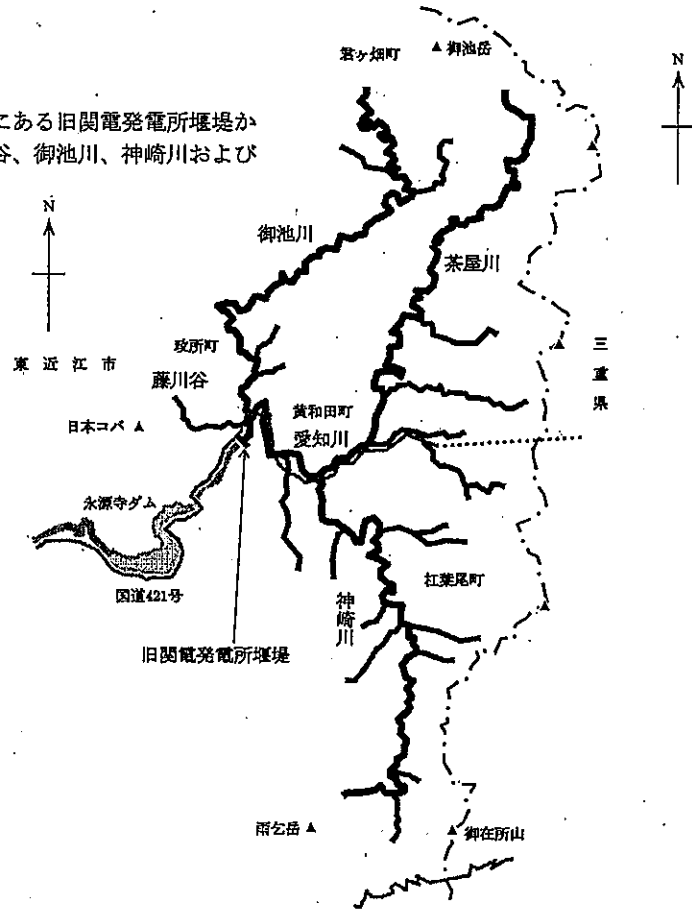 君ヶ畑町
御池岳
N
にある旧関電発電所堰堤か
谷、御池川、神崎川および
N
御池川
茶屋川
政所町
三重県
東近江市
藤川谷
黄和田町
日本コバ
愛知川
永源寺ダム
杠葉尾町
国道421号
神崎川
旧関電発電所堰堤
雨乞岳
御在所山